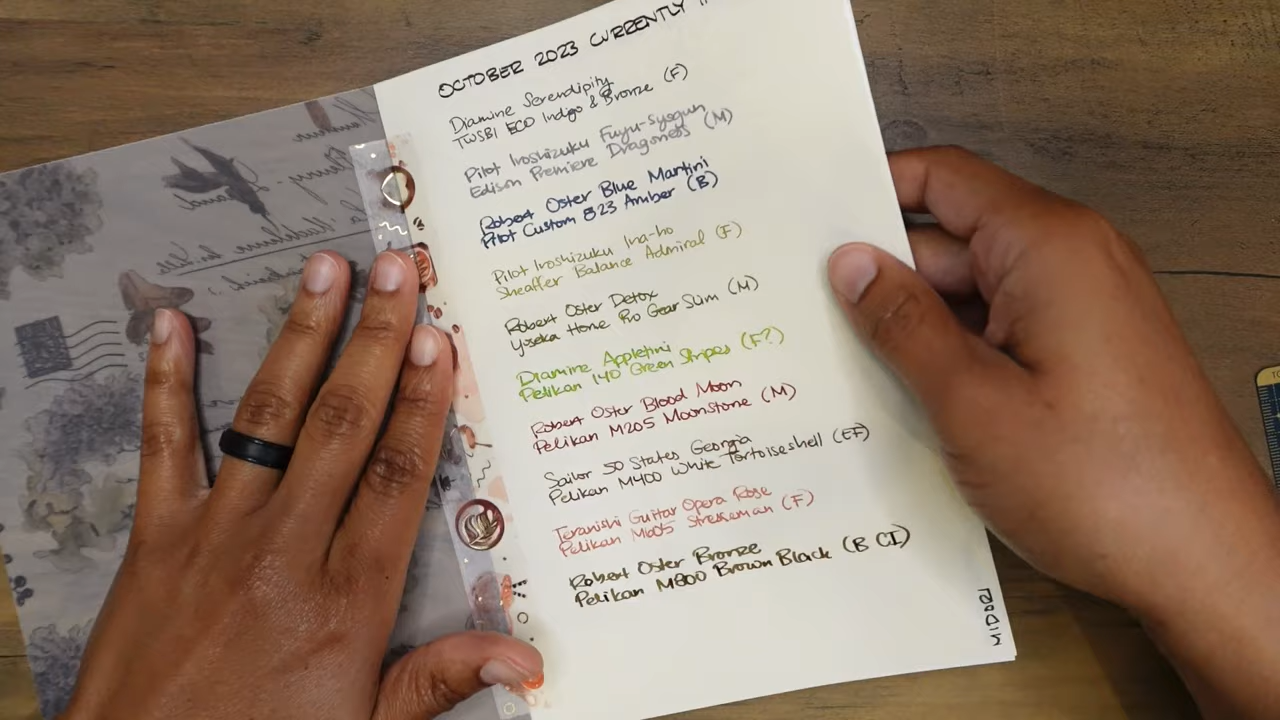 OCTOBER 2023 CURRENTLY
Diamine Serendipity
TWSBI ECO Indigo & Bronze (F)
Pilot Iroshizuku Fuyu-syogun
Edison Premiere Dragoness (M)
Robert Oster Blue Martini
Pilot Custom 823 Amber (B)
Pilot Iroshizuku Ina-ho
Sheaffer Balance Admiral (F)
Robert Oster Detox
Yoseka Home Pro Gear Slim (M)
Diamine Appletini
Pelikan 140 Green Stripes (F?)
Robert Oster Blood Moon
Pelikan M205 Moonstone (M)
Sailor 50 States Georgia
Pelikan M400 White Tortoiseshell (EF)
Teranishi Guitar Opera Rose
Pelikan M605 Stresseman (F)
Robert Oster Bronze
Pelikan M800 Brown Black (B CI)